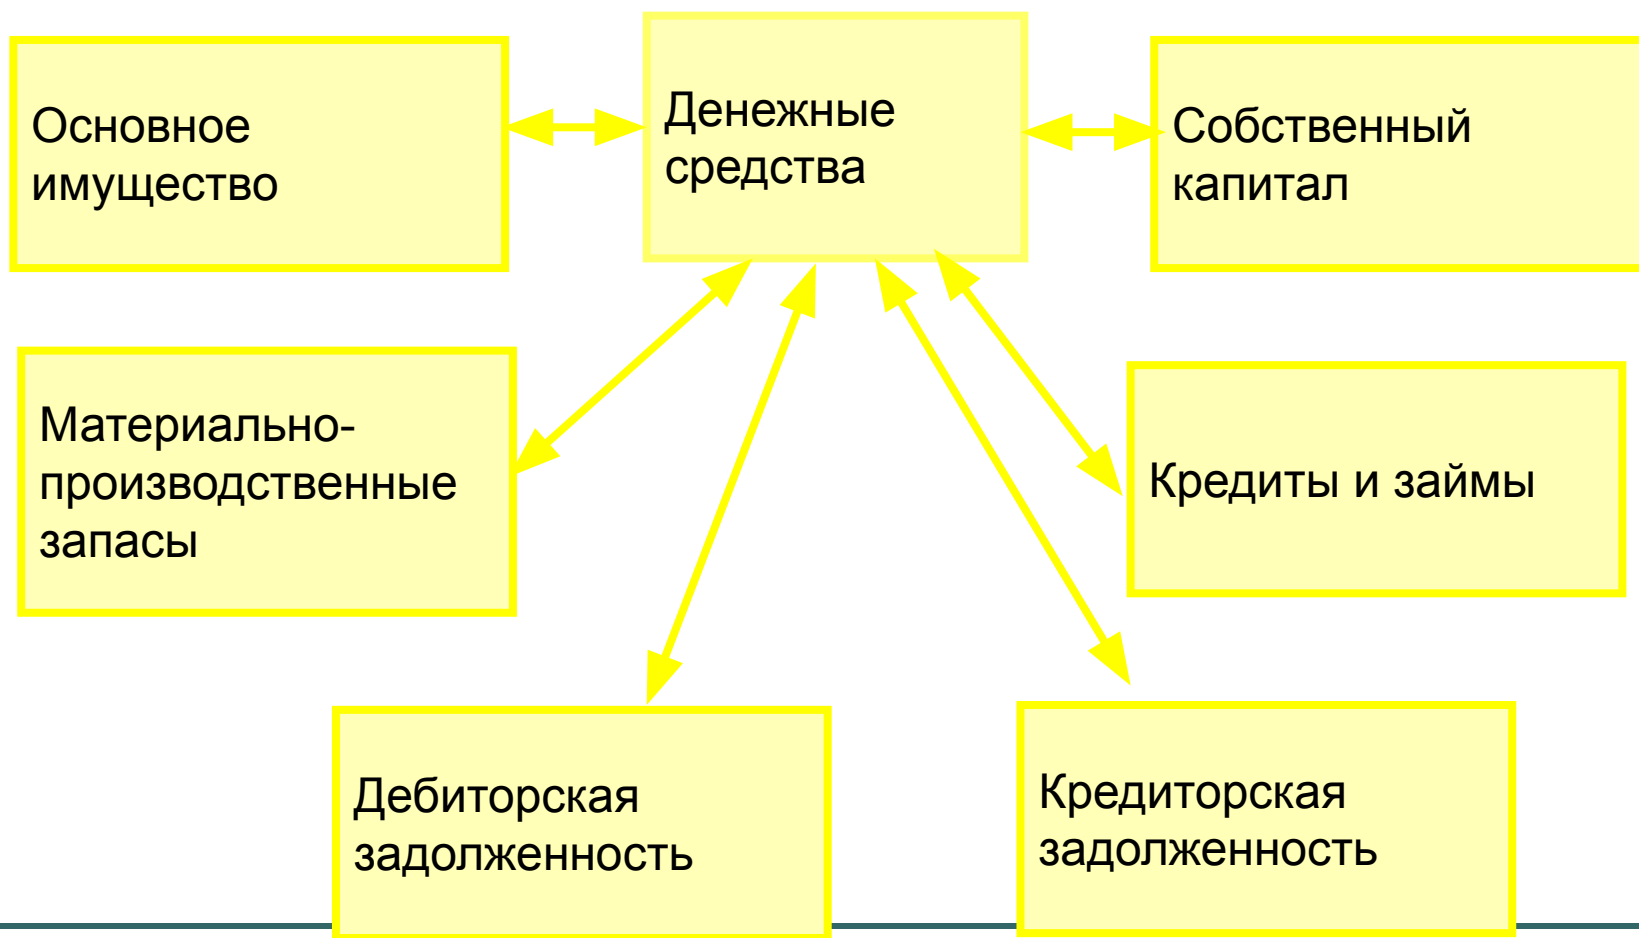 Основное
имущество
Денежные
средства
Собственный
капитал
Материально-
производственные
запасы
Кредиты и займы
Дебиторская
задолженность
Кредиторская
задолженность